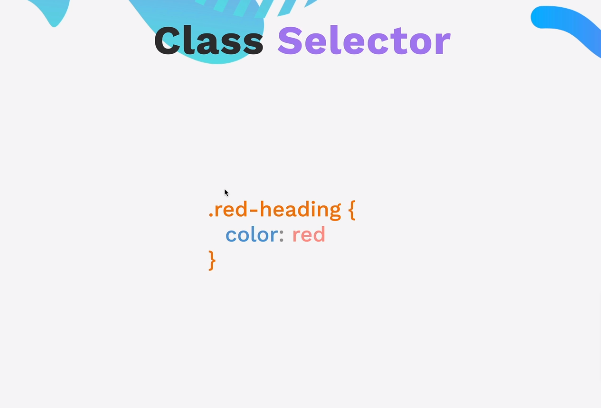 Class Selector
.red-heading {
color: red
}